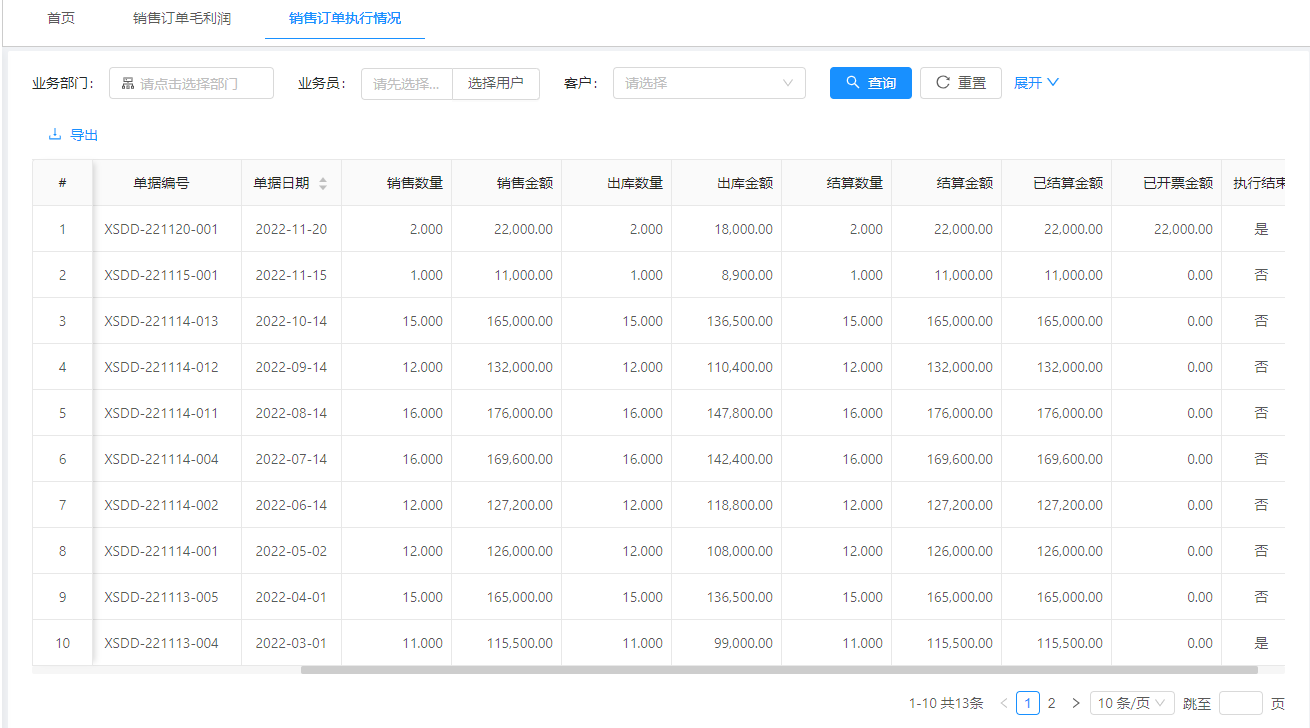 首页 销售订单毛利润 销售订单执行情况
业务部门： 请点击选择部门 业务员： 请先选择... 选择用户 客户： 请选择 查询 重置 展开
导出
# 单据编号 单据日期 销售数量 销售金额 出库数量 出库金额 结算数量 结算金额 已结算金额 已开票金额 执行结束
1 XSDD-221120-001 2022-11-20 2.000 22,000.00 2.000 18,000.00 2.000 22,000.00 22,000.00 22,000.00 是
2 XSDD-221115-001 2022-11-15 1.000 11,000.00 1.000 8,900.00 1.000 11,000.00 11,000.00 0.00 否
3 XSDD-221114-013 2022-10-14 15.000 165,000.00 15.000 136,500.00 15.000 165,000.00 165,000.00 0.00 否
4 XSDD-221114-012 2022-09-14 12.000 132,000.00 12.000 110,400.00 12.000 132,000.00 132,000.00 0.00 否
5 XSDD-221114-011 2022-08-14 16.000 176,000.00 16.000 147,800.00 16.000 176,000.00 176,000.00 0.00 否
6 XSDD-221114-004 2022-07-14 16.000 169,600.00 16.000 142,400.00 16.000 169,600.00 169,600.00 0.00 否
7 XSDD-221114-002 2022-06-14 12.000 127,200.00 12.000 118,800.00 12.000 127,200.00 127,200.00 0.00 否
8 XSDD-221114-001 2022-05-02 12.000 126,000.00 12.000 108,000.00 12.000 126,000.00 126,000.00 0.00 否
9 XSDD-221113-005 2022-04-01 15.000 165,000.00 15.000 136,500.00 15.000 165,000.00 165,000.00 0.00 否
10 XSDD-221113-004 2022-03-01 11.000 115,500.00 11.000 99,000.00 11.000 115,500.00 115,500.00 0.00 是
1-10 共13条 < 1 2 > 10 条/页 跳至 页